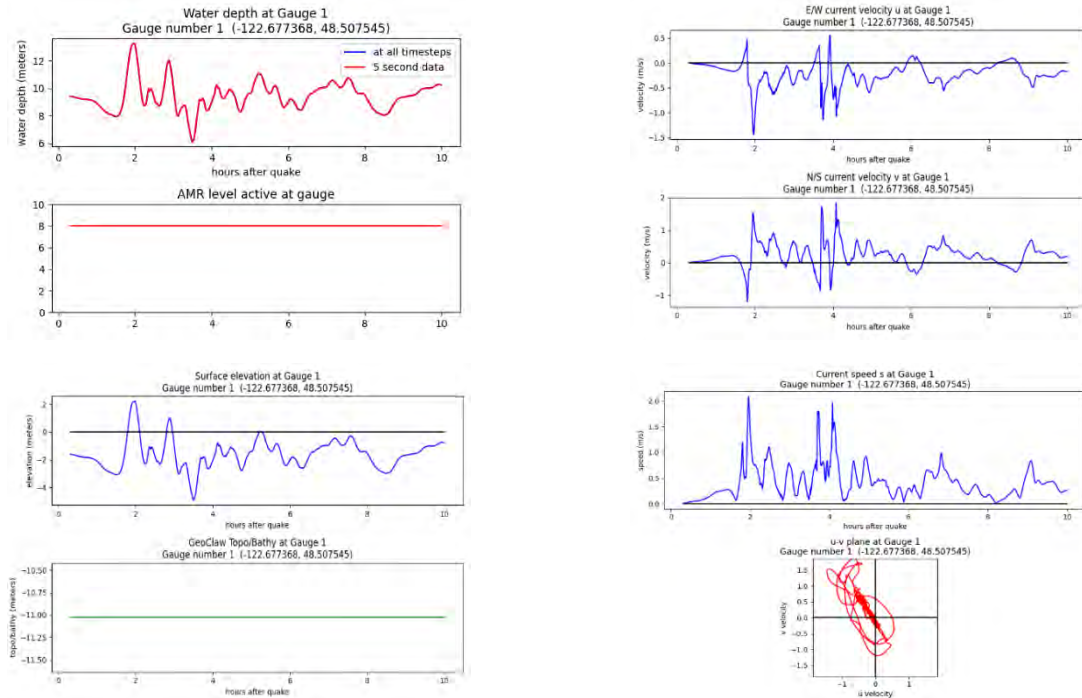 Water depth at Gauge 1
Gauge number 1 (-122.677368, 48.507545)
water depth (meters)
12
10
8
6
at all timesteps
5 second data
0 2 4 6 8 10
hours after quake
AMR level active at gauge
10
8
6
4
2
0
0 2 4 6 8 10
hours after quake
Surface elevation at Gauge 1
Gauge number 1 (-122.677368, 48.507545)
elevation (meters)
2
0
−2
−4
0 2 4 6 8 10
hours after quake
GeoClaw Topo/Bathy at Gauge 1
Gauge number 1 (-122.677368, 48.507545)
topo/bathy (meters)
−10.50
−10.75
−11.00
−11.25
−11.50
0 2 4 6 8 10
hours after quake
E/W current velocity u at Gauge 1
Gauge number 1 (-122.677368, 48.507545)
velocity (m/s)
0.5
0.0
−0.5
−1.0
−1.5
0 2 4 6 8 10
hours after quake
N/S current velocity v at Gauge 1
Gauge number 1 (-122.677368, 48.507545)
velocity (m/s)
2
1
0
−1
0 2 4 6 8 10
hours after quake
Current speed s at Gauge 1
Gauge number 1 (-122.677368, 48.507545)
speed (m/s)
2.0
1.5
1.0
0.5
0.0
0 2 4 6 8 10
hours after quake
u-v plane at Gauge 1
Gauge number 1 (-122.677368, 48.507545)
v velocity
1.5
1.0
0.5
0.0
−0.5
−1.0
−1.5
−1 0 1
u velocity